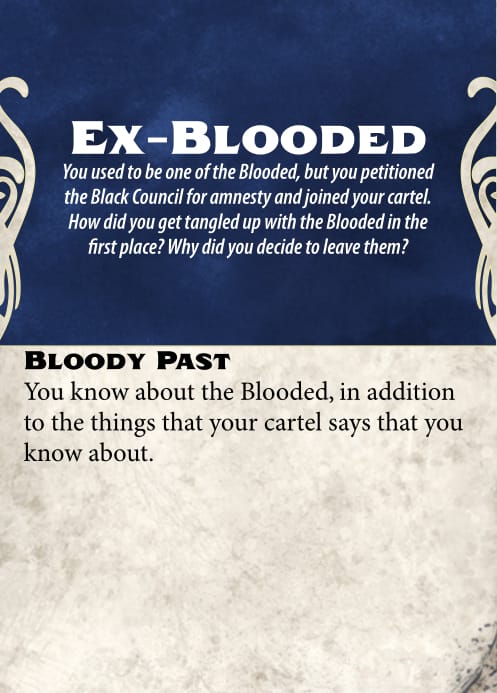 Ex-Blooded
You used to be one of the Blooded, but you petitioned
the Black Council for amnesty and joined your cartel.
How did you get tangled up with the Blooded in the
first place? Why did you decide to leave them?
Bloody Past
You know about the Blooded, in addition
to the things that your cartel says that you
know about.